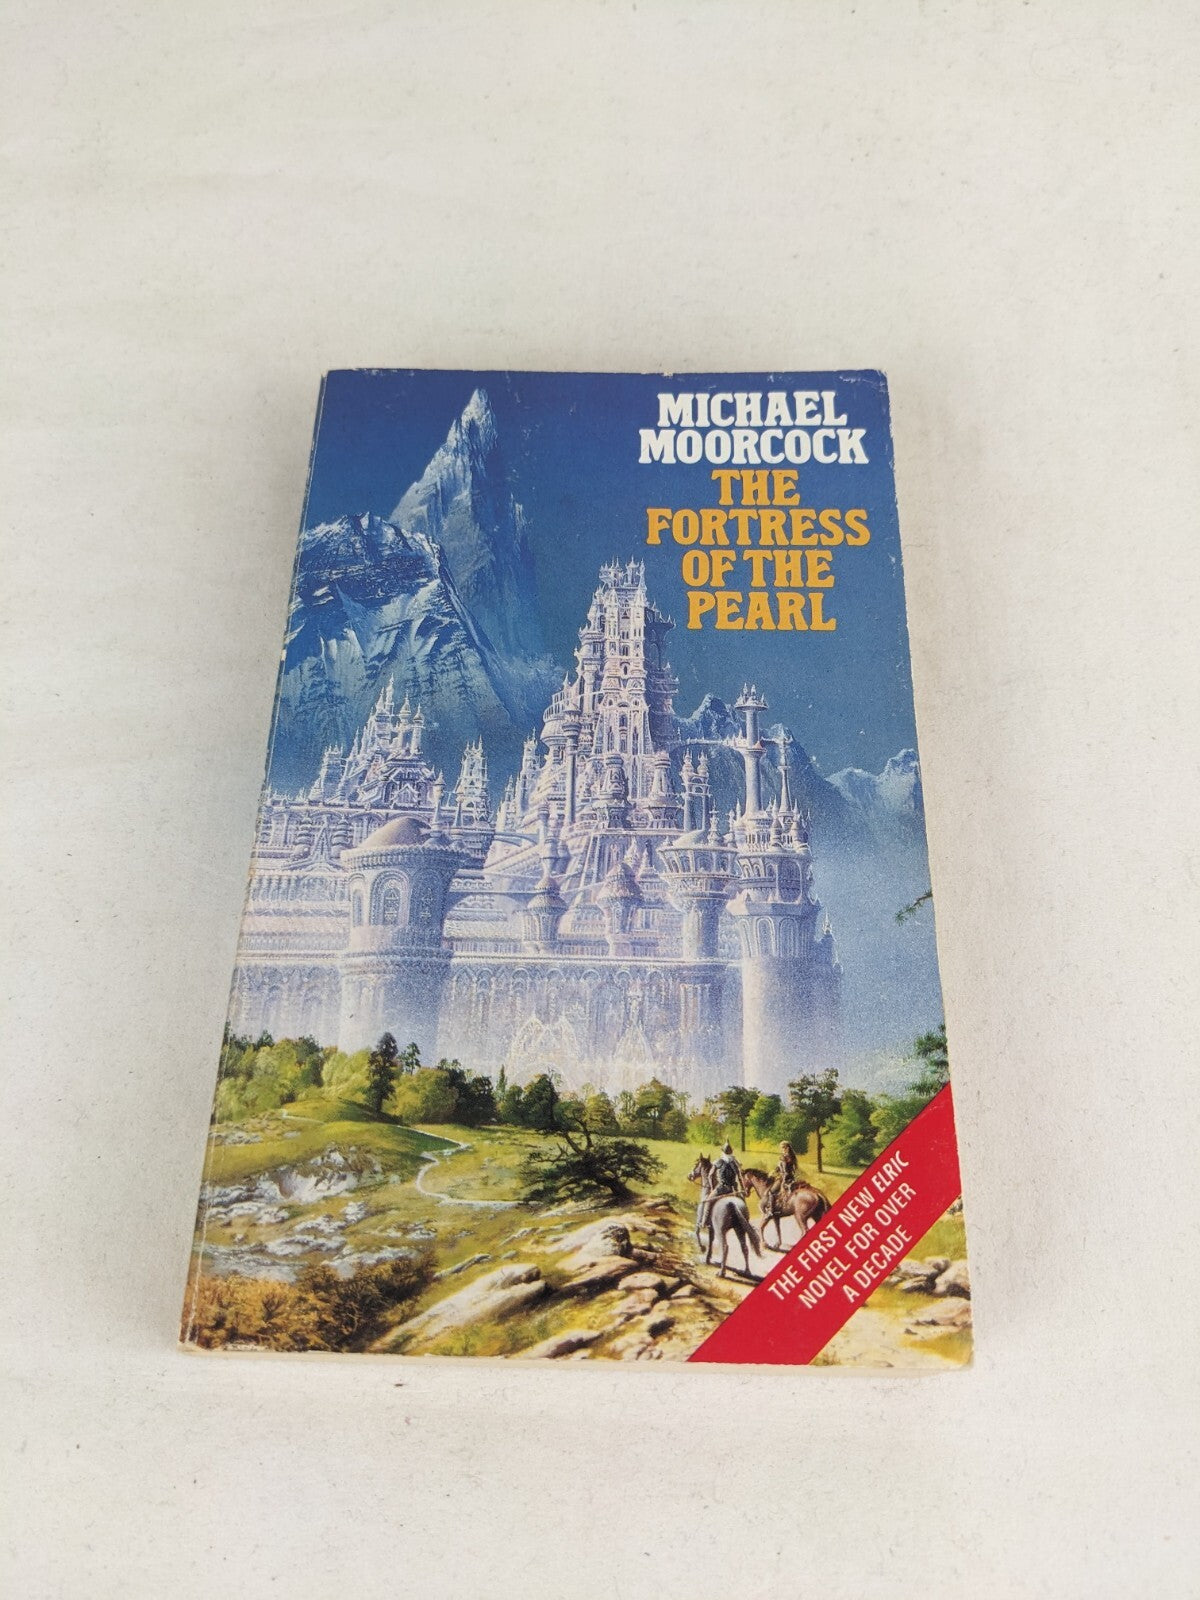 MICHAEL
MOORCOCK
THE
FORTRESS
OF THE
PEARL
THE FIRST NEW ELRIC
NOVEL FOR OVER
A DECADE